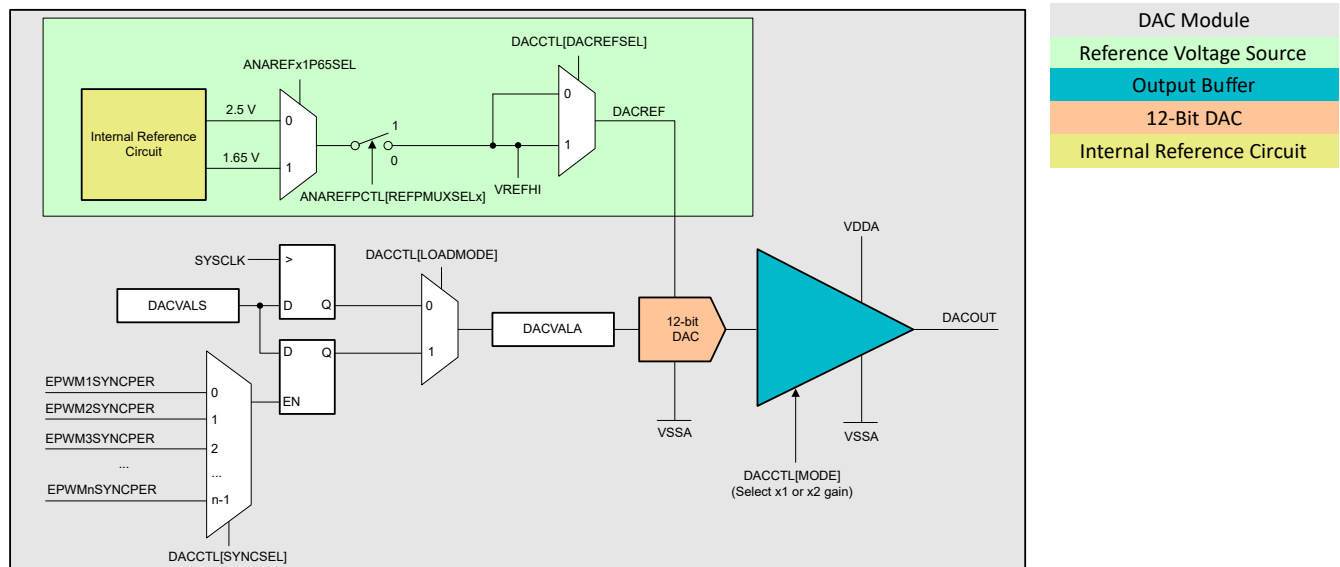 DACCTL[DACREFSEL]
ANAREFx1P65SEL
Internal Reference
Circuit
2.5 V
1.65 V
0
1
1
0
ANAREFPCTL[REFPMUXSELx]
VREFHI
0
1
DACREF
SYSCLK
>
D
Q
DACVALS
D
Q
EN
DACCTL[LOADMODE]
0
1
DACVALA
12-bit
DAC
VSSA
VDDA
DACOUT
VSSA
DACCTL[MODE]
(Select x1 or x2 gain)
EPWM1SYNCPER
EPWM2SYNCPER
EPWM3SYNCPER
...
EPWMnSYNCPER
0
1
2
...
n-1
DACCTL[SYNCSEL]
DAC Module
Reference Voltage Source
Output Buffer
12-Bit DAC
Internal Reference Circuit